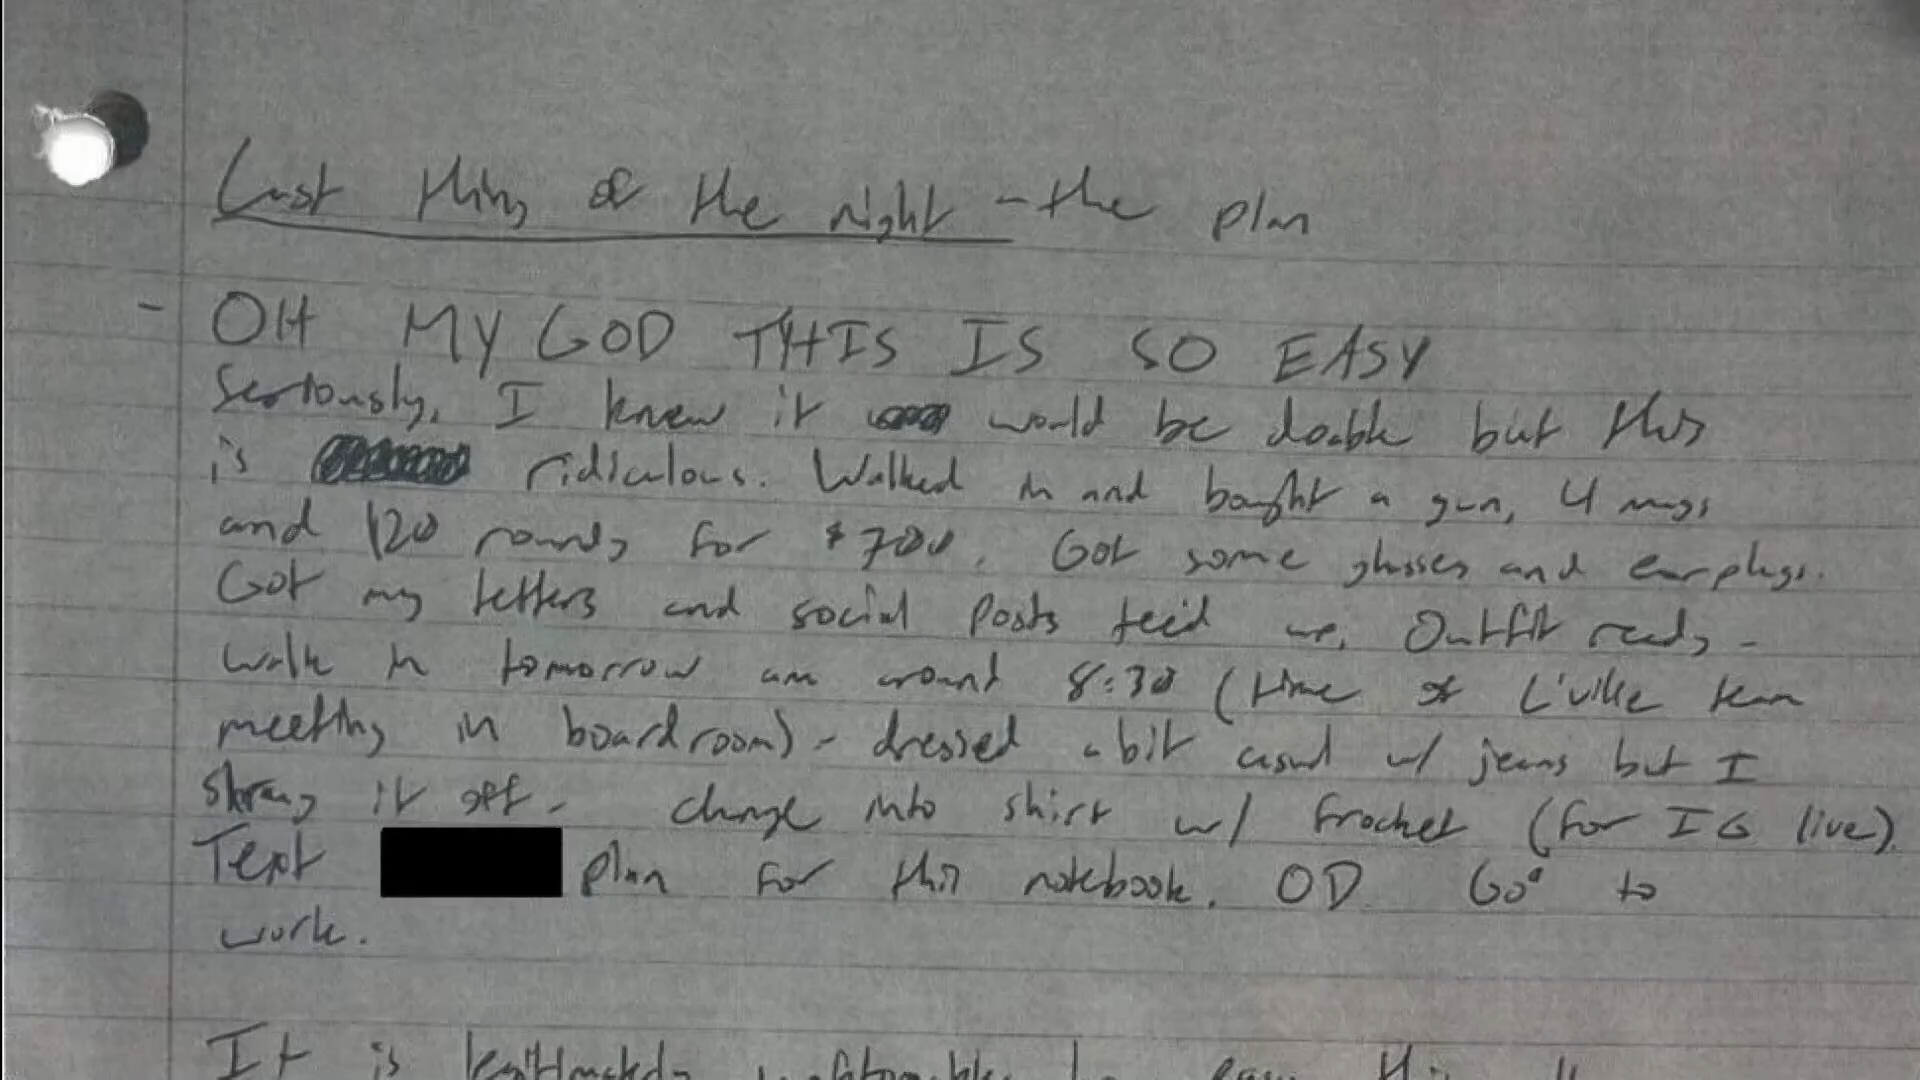 Last thing of the night - the plan
- OH MY GOD THIS IS SO EASY
Seriously, I knew it would be doable but this
is ridiculous. Walked in and bought a gun, 4 mags
and 120 rounds for $700. Got some glasses and earplugs.
Got my letters and social posts teed up. Outfit ready -
walk in tomorrow am around 8:30 (time of L'ville team
meeting in boardroom) - dressed a bit casual w/ jeans but I
shrug it off - change into shirt w/ (for IG live).
Text plan for this notebook. OD Go to
work.
It is easy